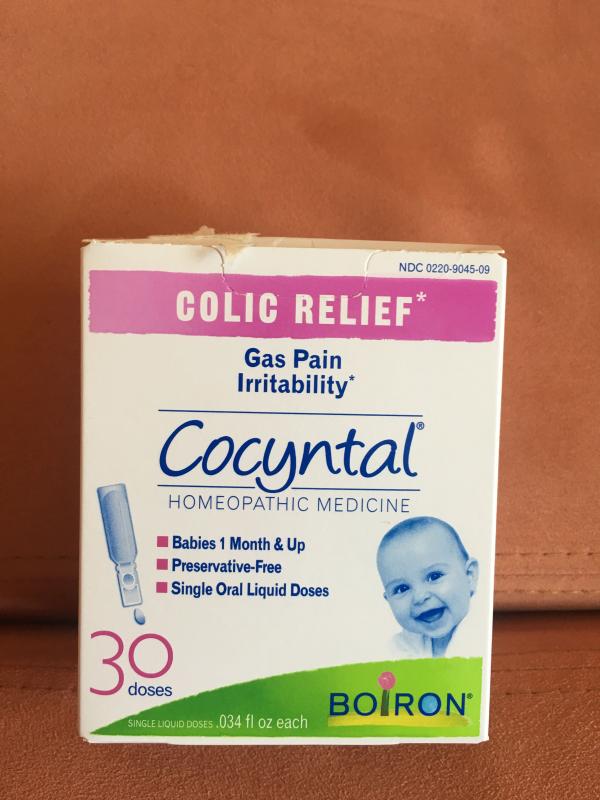 NDC 0220-9045-09
COLIC RELIEF*
Gas Pain
Irritability*
Cocyntal®
HOMEOPATHIC MEDICINE
Babies 1 Month & Up
Preservative-Free
Single Oral Liquid Doses
30
doses
SINGLE LIQUID DOSES .034 fl oz each
BOIRON®